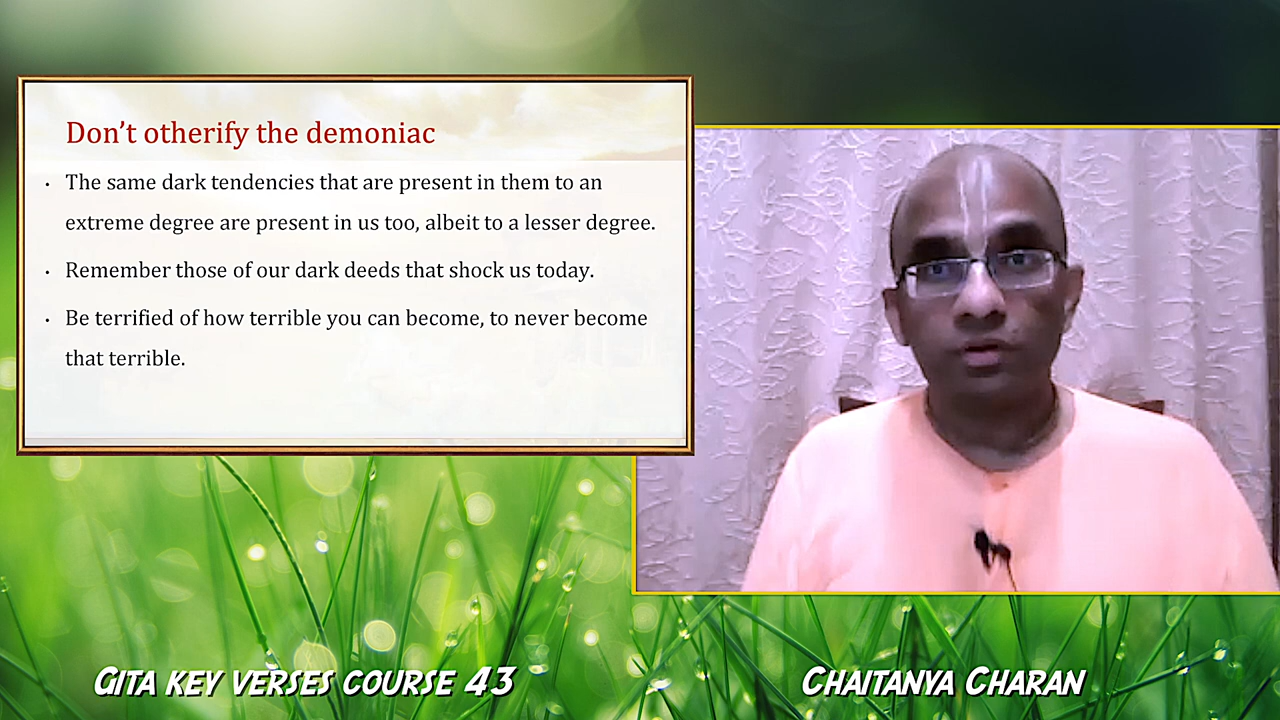 Don’t otherify the demoniac
• The same dark tendencies that are present in them to an
extreme degree are present in us too, albeit to a lesser degree.
• Remember those of our dark deeds that shock us today.
• Be terrified of how terrible you can become, to never become
that terrible.
GITA KEY VERSES COURSE 43
CHAITANYA CHARAN